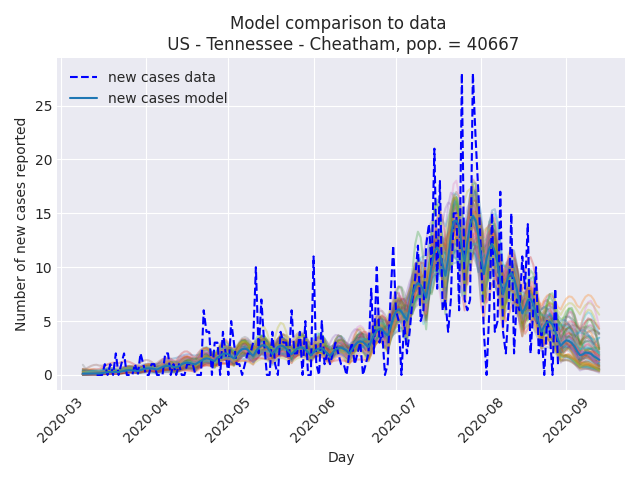 Model comparison to data
US - Tennessee - Cheatham, pop. = 40667
new cases data
new cases model
Number of new cases reported
25
20
15
10
5
0
2020-03
2020-04
2020-05
2020-06
2020-07
2020-08
2020-09
Day